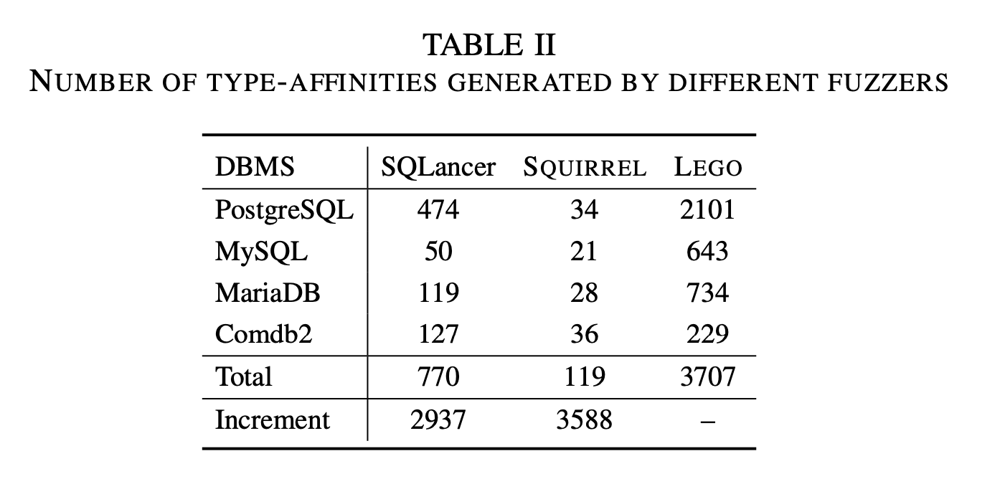 TABLE II
NUMBER OF TYPE-AFFINITIES GENERATED BY DIFFERENT FUZZERS
DBMS SQLancer SQUIRREL LEGO
PostgreSQL 474 34 2101
MySQL 50 21 643
MariaDB 119 28 734
Comdb2 127 36 229
Total 770 119 3707
Increment 2937 3588 –